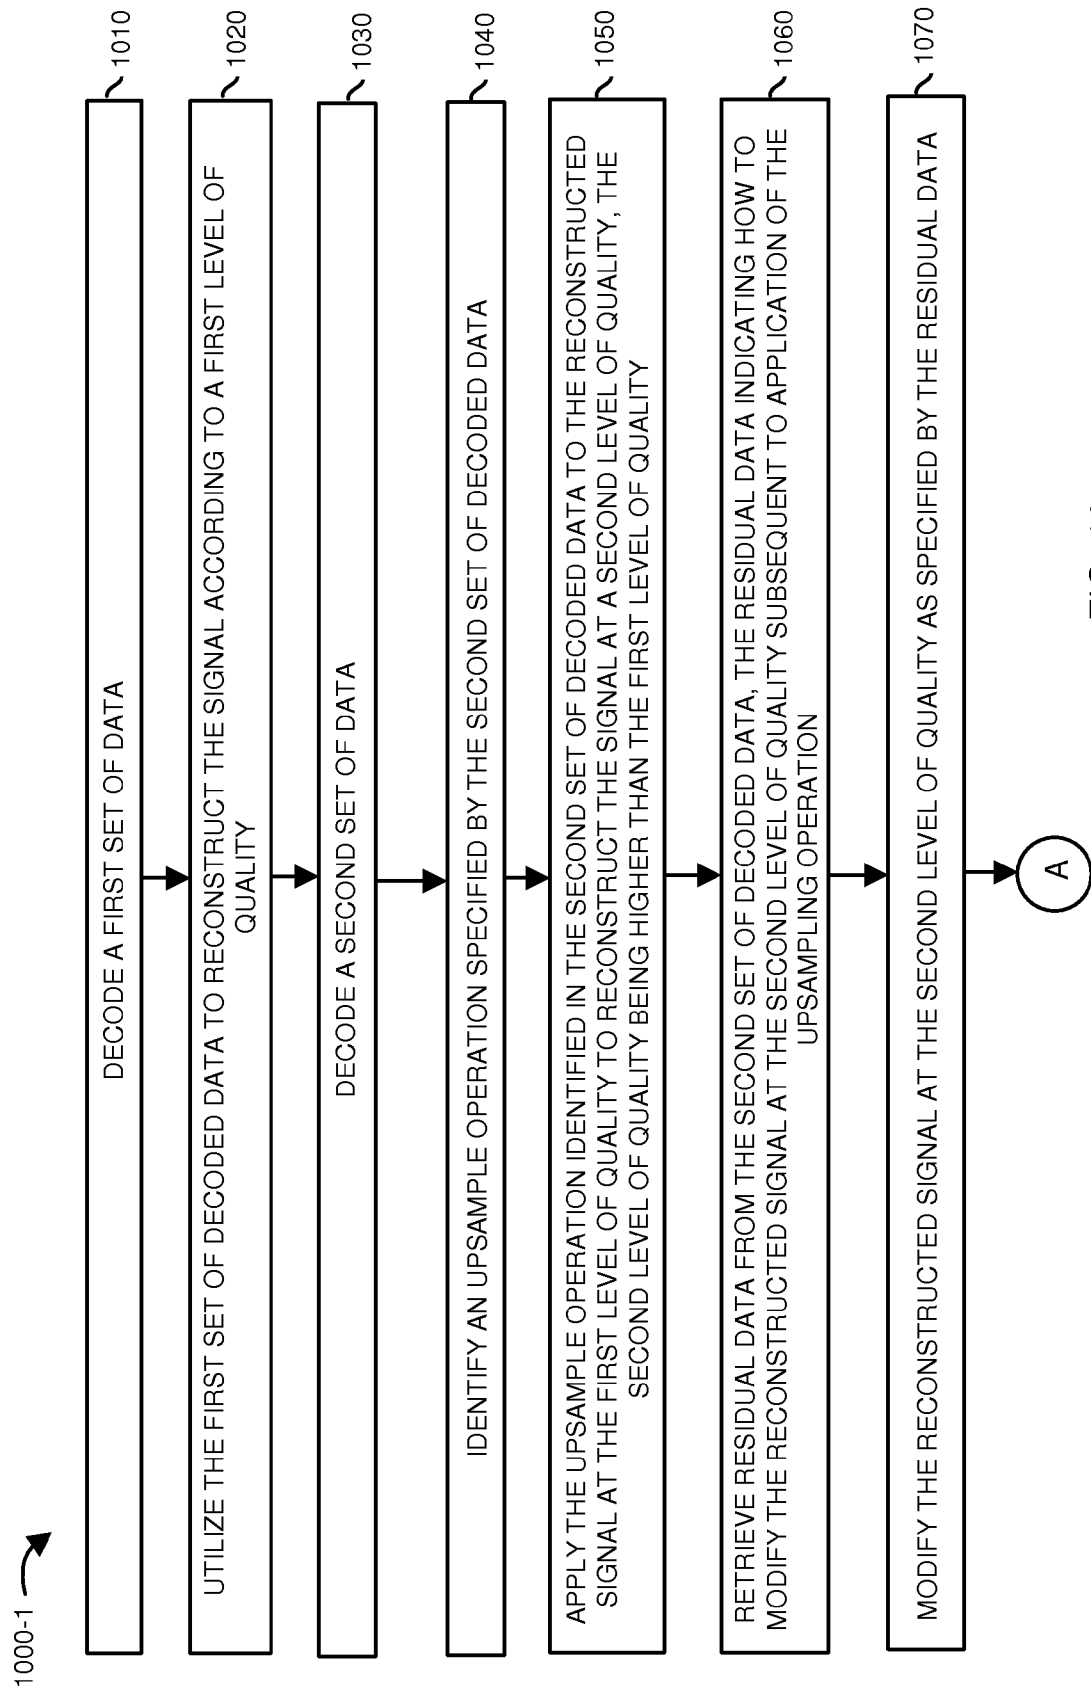 1000-1
DECODE A FIRST SET OF DATA
1010
UTILIZE THE FIRST SET OF DECODED DATA TO RECONSTRUCT THE SIGNAL ACCORDING TO A FIRST LEVEL OF
QUALITY
1020
DECODE A SECOND SET OF DATA
1030
IDENTIFY AN UPSAMPLE OPERATION SPECIFIED BY THE SECOND SET OF DECODED DATA
1040
APPLY THE UPSAMPLE OPERATION IDENTIFIED IN THE SECOND SET OF DECODED DATA TO THE RECONSTRUCTED
SIGNAL AT THE FIRST LEVEL OF QUALITY TO RECONSTRUCT THE SIGNAL AT A SECOND LEVEL OF QUALITY, THE
SECOND LEVEL OF QUALITY BEING HIGHER THAN THE FIRST LEVEL OF QUALITY
1050
RETRIEVE RESIDUAL DATA FROM THE SECOND SET OF DECODED DATA, THE RESIDUAL DATA INDICATING HOW TO
MODIFY THE RECONSTRUCTED SIGNAL AT THE SECOND LEVEL OF QUALITY SUBSEQUENT TO APPLICATION OF THE
UPSAMPLING OPERATION
1060
MODIFY THE RECONSTRUCTED SIGNAL AT THE SECOND LEVEL OF QUALITY AS SPECIFIED BY THE RESIDUAL DATA
1070
A